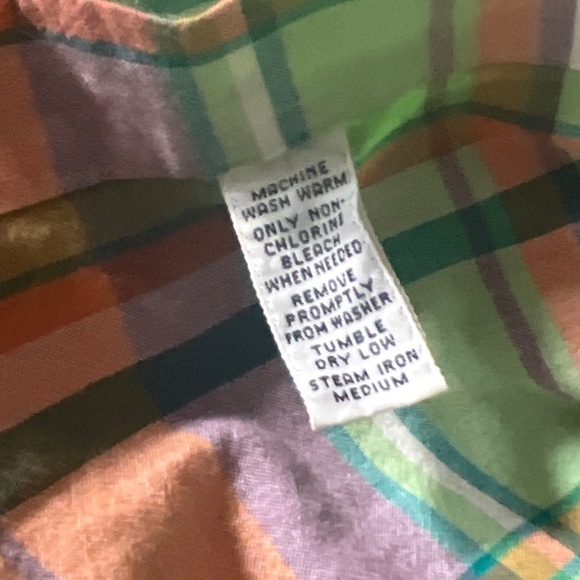 MACHINE
WASH WARM
ONLY NON-
CHLORINE
BLEACH
WHEN NEEDED
REMOVE
PROMPTLY
FROM WASHER
TUMBLE
DRY LOW
STEAM IRON
MEDIUM